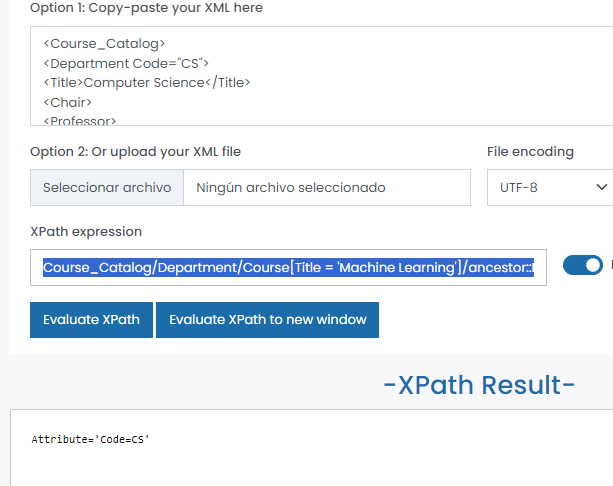 Option 1: Copy-paste your XML here
<Course_Catalog>
<Department Code="CS">
<Title>Computer Science</Title>
<Chair>
<Professor>
Option 2: Or upload your XML file
File encoding
Seleccionar archivo
Ningún archivo seleccionado
UTF-8
XPath expression
Course_Catalog/Department/Course[Title = 'Machine Learning']/ancestor::
Evaluate XPath
Evaluate XPath to new window
-XPath Result-
Attribute='Code=CS'